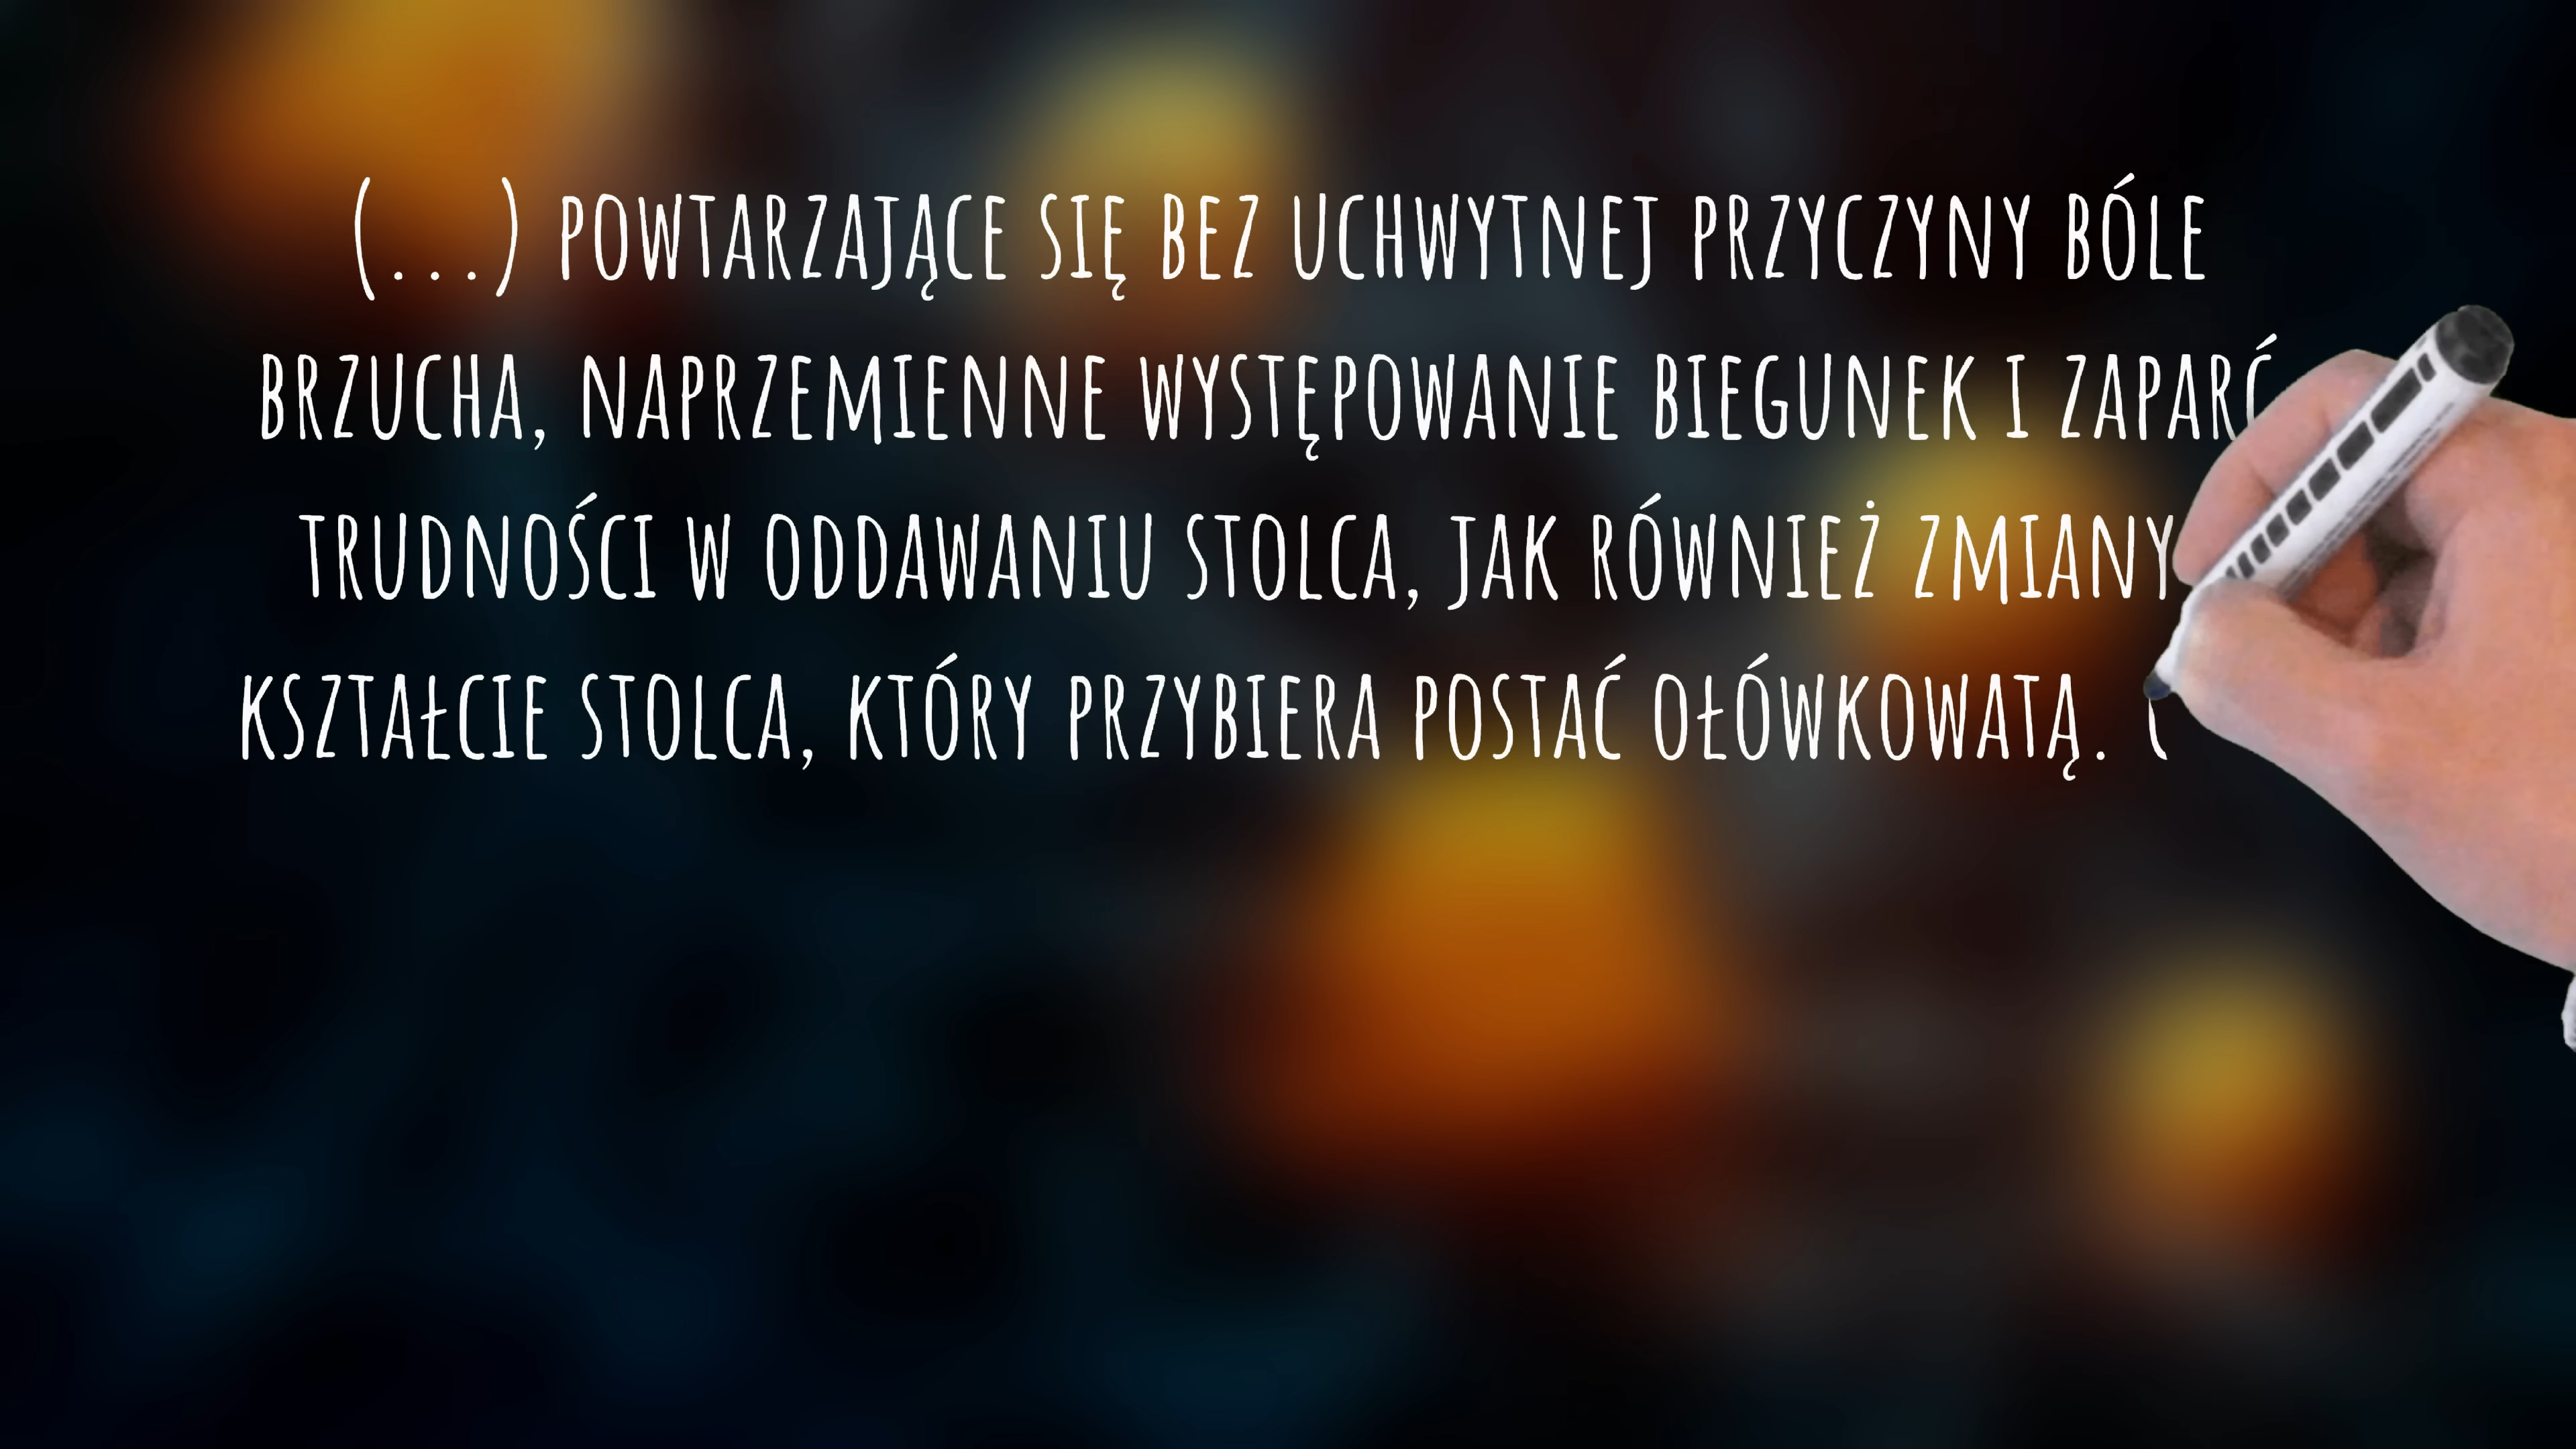 (...) POWTARZAJĄCE SIĘ BEZ UCHWYTNEJ PRZYCZYNY BÓLE
BRZUCHA, NAPRZEMIENNE WYSTĘPOWANIE BIEGUNEK I ZAPARĆ
TRUDNOŚCI W ODDAWANIU STOLCA, JAK RÓWNIEŻ ZMIANY
KSZTAŁCIE STOLCA, KTÓRY PRZYBIERA POSTAĆ OŁÓWKOWATĄ. (